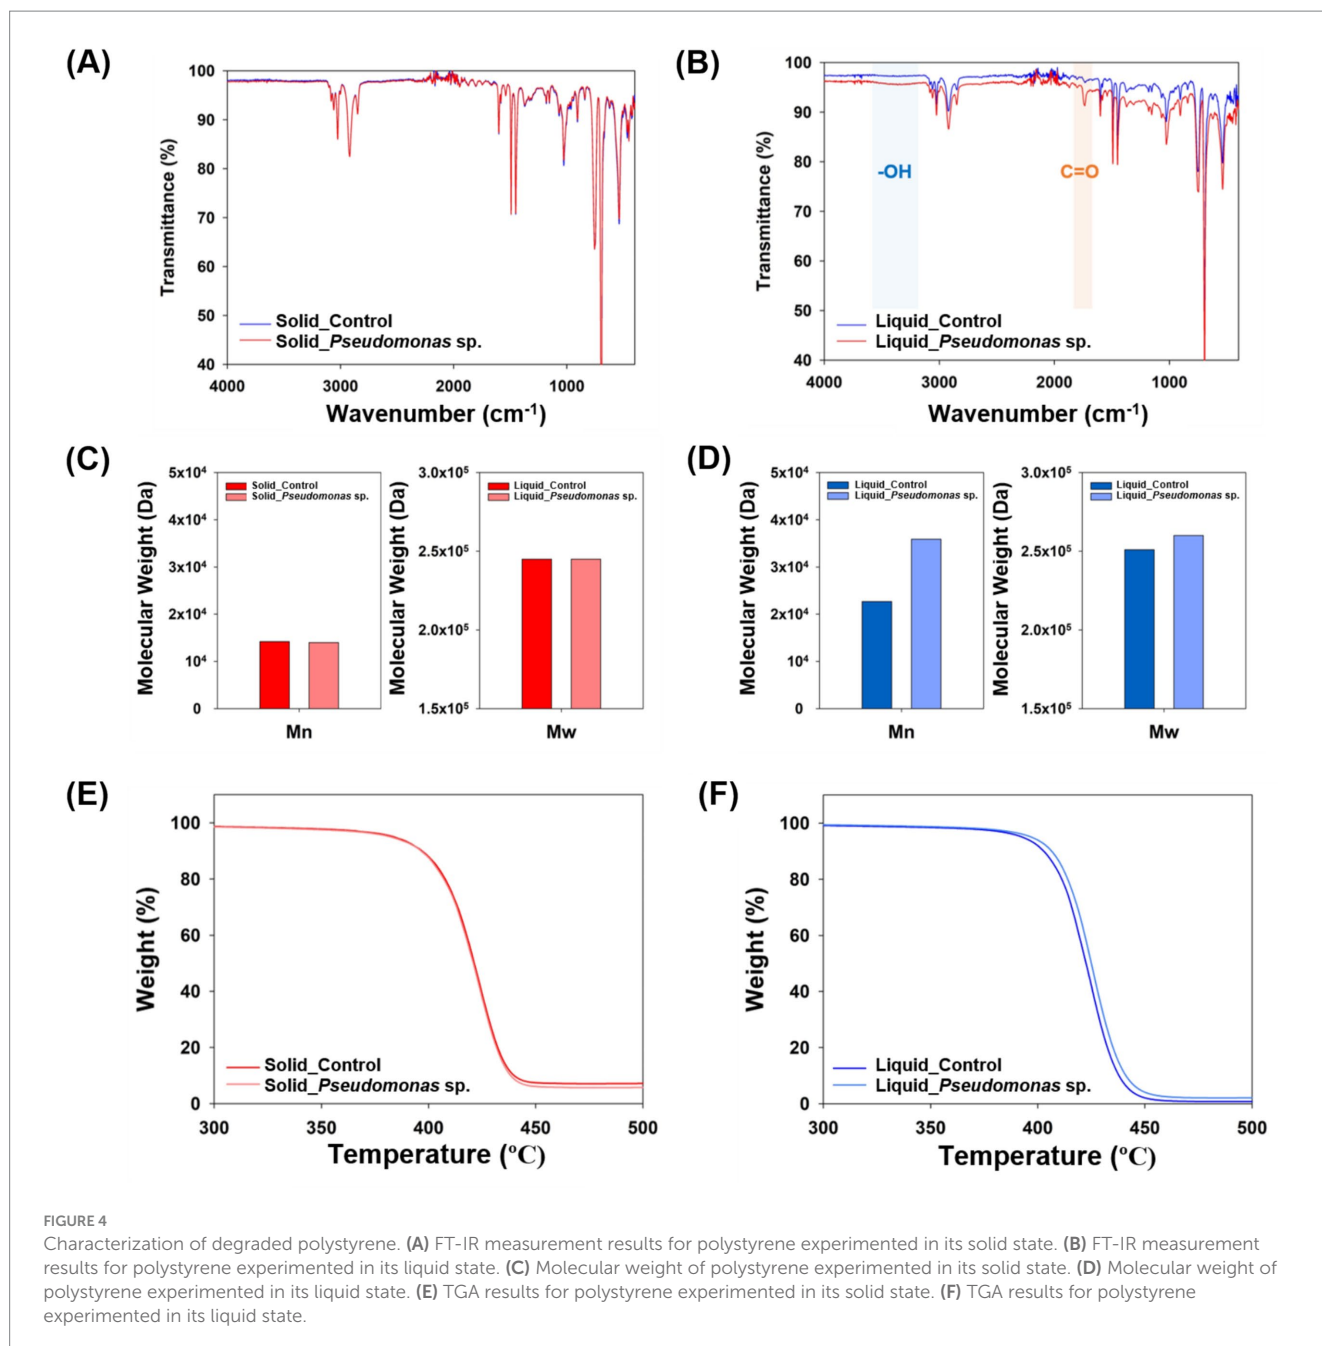 (A)
100
90
80
70
60
50
40
Transmittance (%)
Solid_Control
Solid_Pseudomonas sp.
4000 3000 2000 1000
Wavenumber (cm-1)
(B)
100
90
80
70
60
50
40
Transmittance (%)
-OH
C=O
Liquid_Control
Liquid_Pseudomonas sp.
4000 3000 2000 1000
Wavenumber (cm-1)
(C)
Molecular Weight (Da)
5x10⁴
4x10⁴
3x10⁴
2x10⁴
10⁴
0
Solid_Control
Solid_Pseudomonas sp.
Mn
Molecular Weight (Da)
3.0x10⁵
2.5x10⁵
2.0x10⁵
1.5x10⁵
Liquid_Control
Liquid_Pseudomonas sp.
Mw
(D)
Molecular Weight (Da)
5x10⁴
4x10⁴
3x10⁴
2x10⁴
10⁴
0
Liquid_Control
Liquid_Pseudomonas sp.
Mn
Molecular Weight (Da)
3.0x10⁵
2.5x10⁵
2.0x10⁵
1.5x10⁵
Liquid_Control
Liquid_Pseudomonas sp.
Mw
(E)
Weight (%)
100
80
60
40
20
0
Solid_Control
Solid_Pseudomonas sp.
300 350 400 450 500
Temperature (ºC)
(F)
Weight (%)
100
80
60
40
20
0
Liquid_Control
Liquid_Pseudomonas sp.
300 350 400 450 500
Temperature (ºC)
FIGURE 4
Characterization of degraded polystyrene. (A) FT-IR measurement results for polystyrene experimented in its solid state. (B) FT-IR measurement
results for polystyrene experimented in its liquid state. (C) Molecular weight of polystyrene experimented in its solid state. (D) Molecular weight of
polystyrene experimented in its liquid state. (E) TGA results for polystyrene experimented in its solid state. (F) TGA results for polystyrene
experimented in its liquid state.